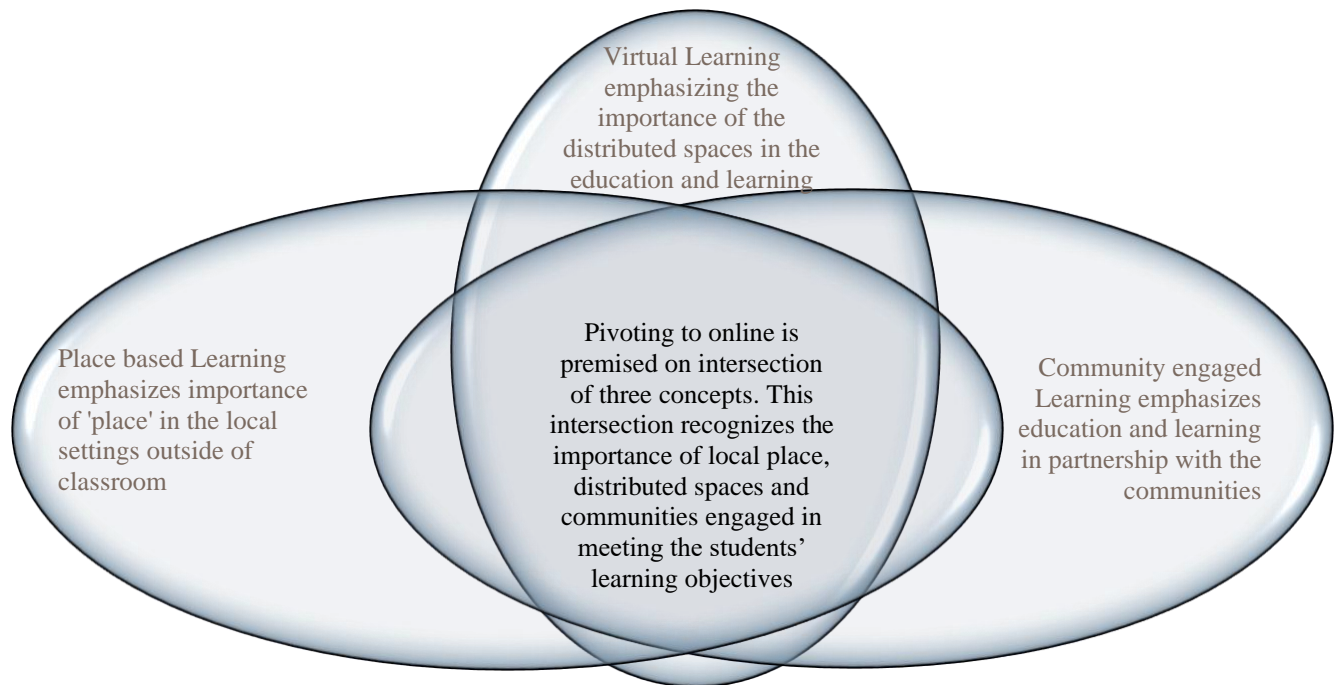 Virtual Learning
emphasizing the
importance of the
distributed spaces in the
education and learning
Place based Learning
emphasizes importance
of 'place' in the local
settings outside of
classroom
Pivoting to online is
premised on intersection
of three concepts. This
intersection recognizes the
importance of local place,
distributed spaces and
communities engaged in
meeting the students’
learning objectives
Community engaged
Learning emphasizes
education and learning
in partnership with the
communities